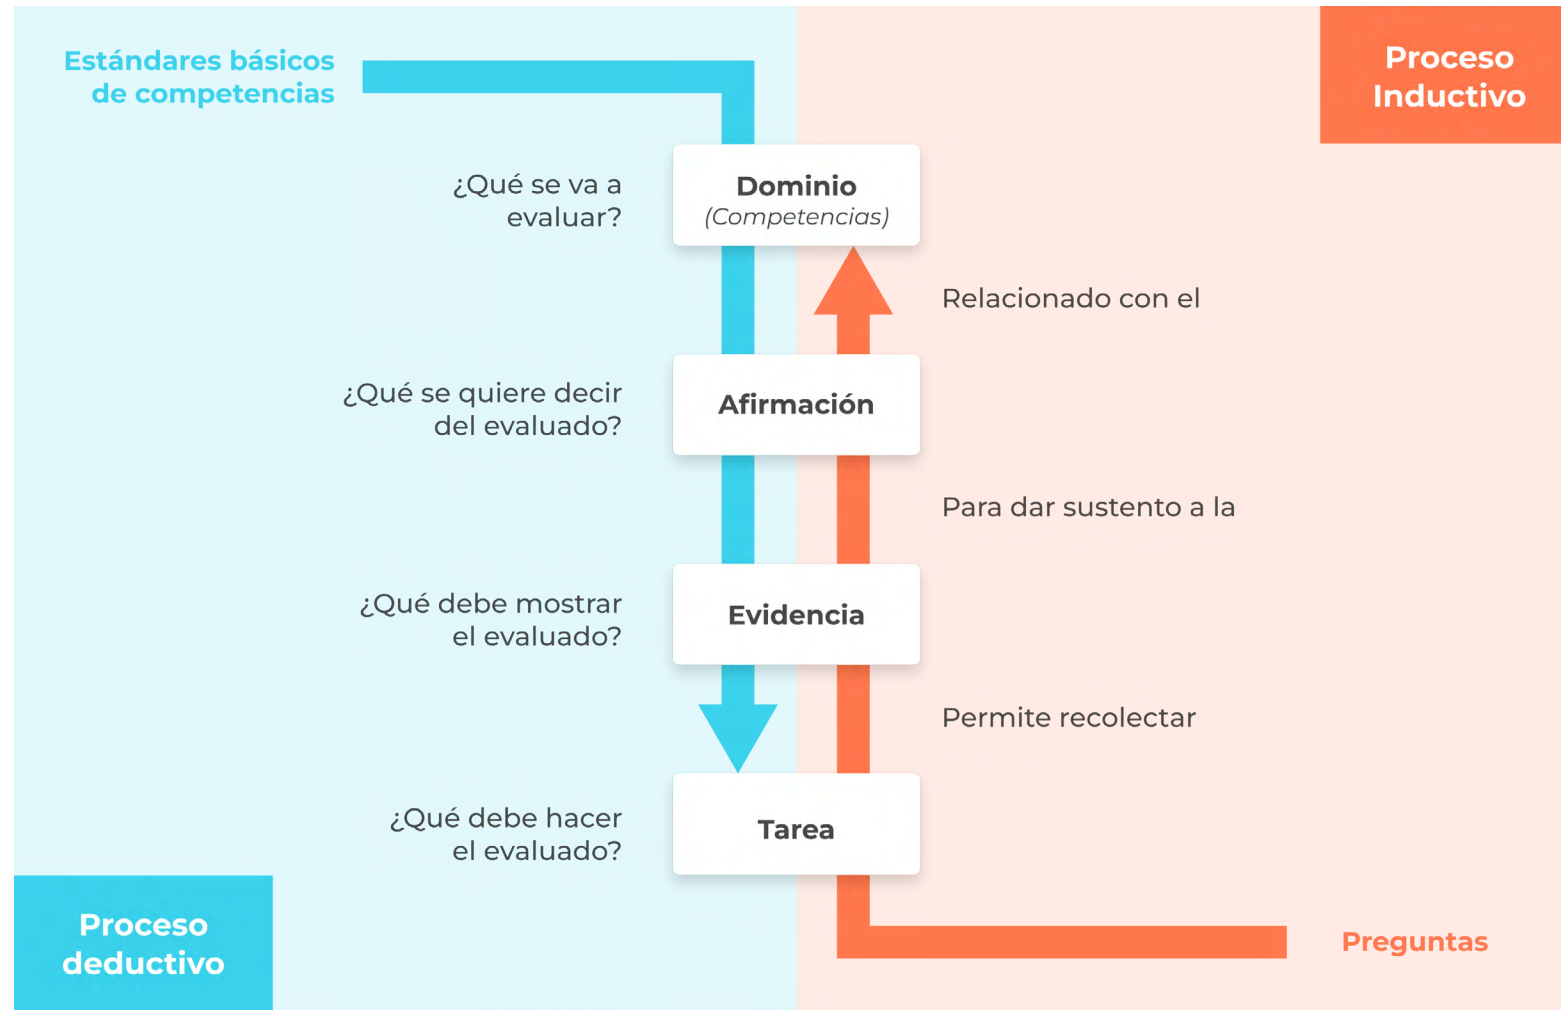 Estándares básicos
de competencias
Proceso
Inductivo
¿Qué se va a
evaluar?
Dominio
(Competencias)
Relacionado con el
¿Qué se quiere decir
del evaluado?
Afirmación
Para dar sustento a la
¿Qué debe mostrar
el evaluado?
Evidencia
Permite recolectar
¿Qué debe hacer
el evaluado?
Tarea
Proceso
deductivo
Preguntas